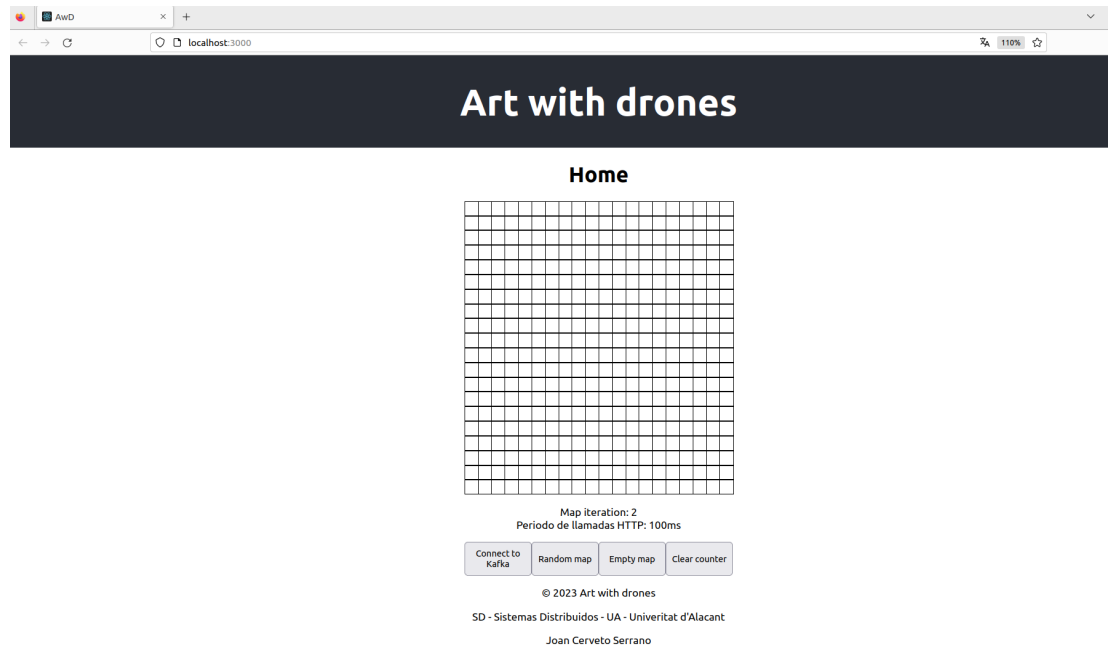 AwD
localhost:3000
110%
Art with drones
Home
Map iteration: 2
Periodo de llamadas HTTP: 100ms
Connect to
Kafka
Random map
Empty map
Clear counter
© 2023 Art with drones
SD - Sistemas Distribuidos - UA - Univeritat d'Alacant
Joan Cerveto Serrano